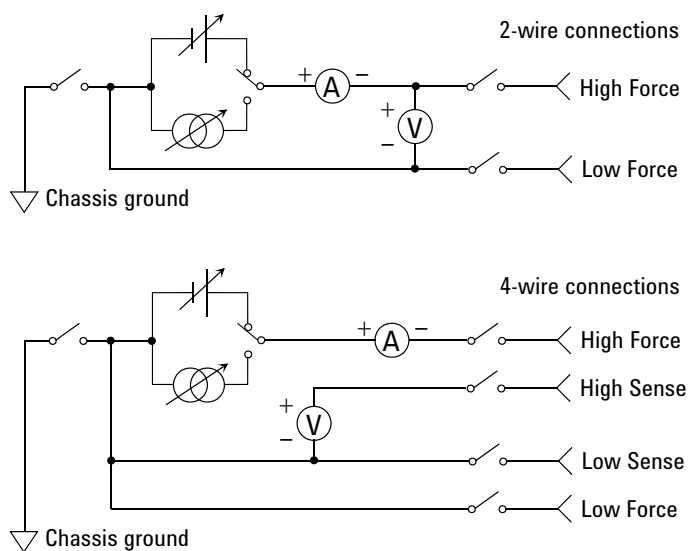 2-wire connections
+ A −
High Force
+
V
−
Low Force
Chassis ground
4-wire connections
+ A −
High Force
High Sense
+
V
−
Low Sense
Low Force
Chassis ground